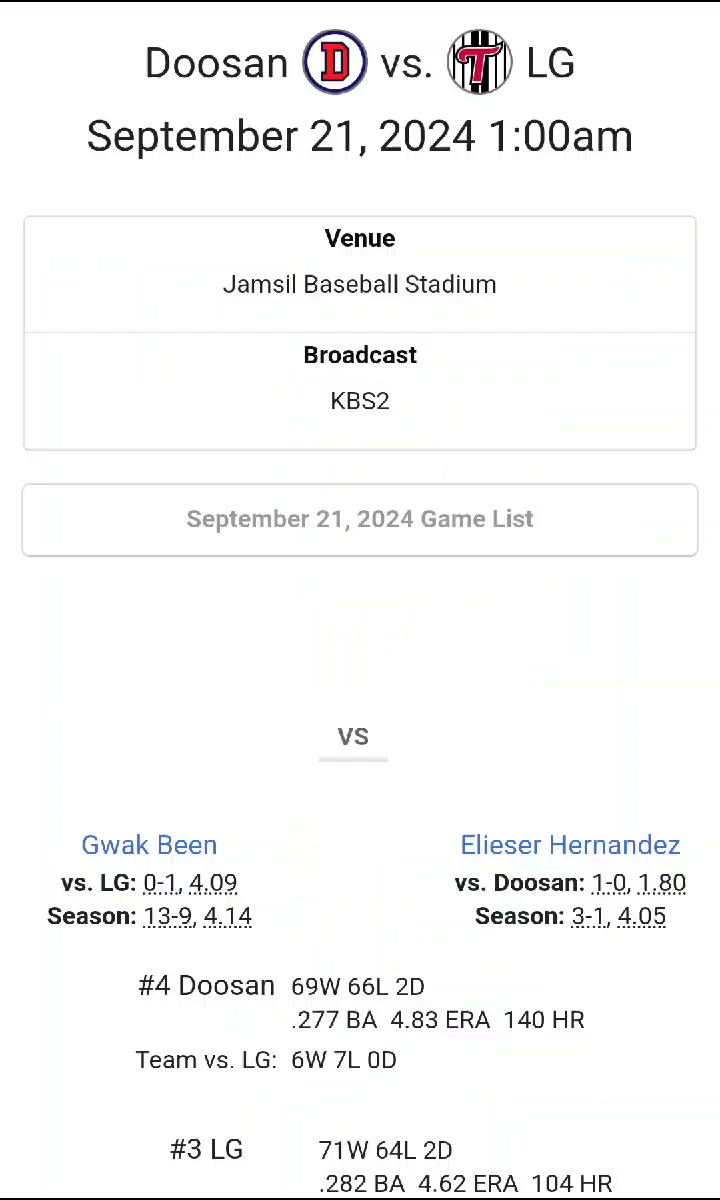 Doosan D vs. T LG
September 21, 2024 1:00am
Venue
Jamsil Baseball Stadium
Broadcast
KBS2
September 21, 2024 Game List
VS
Gwak Been
vs. LG: 0-1, 4.09
Season: 13-9, 4.14
Elieser Hernandez
vs. Doosan: 1-0, 1.80
Season: 3-1, 4.05
#4 Doosan 69W 66L 2D
.277 BA 4.83 ERA 140 HR
Team vs. LG: 6W 7L 0D
#3 LG 71W 64L 2D
.282 BA 4.62 ERA 104 HR